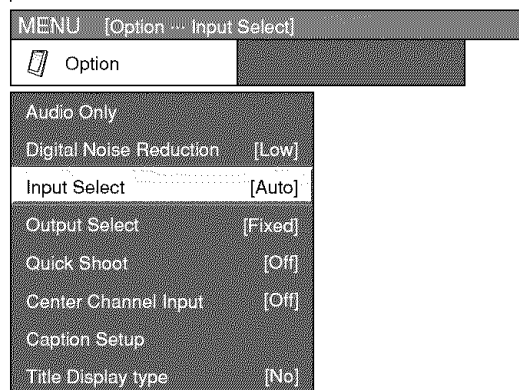 MENU [Option ... Input Select]
Option
Audio Only
Digital Noise Reduction [Low]
Input Select [Auto]
Output Select [Fixed]
Quick Shoot [Off]
Center Channel Input [Off]
Caption Setup
Title Display type [No]